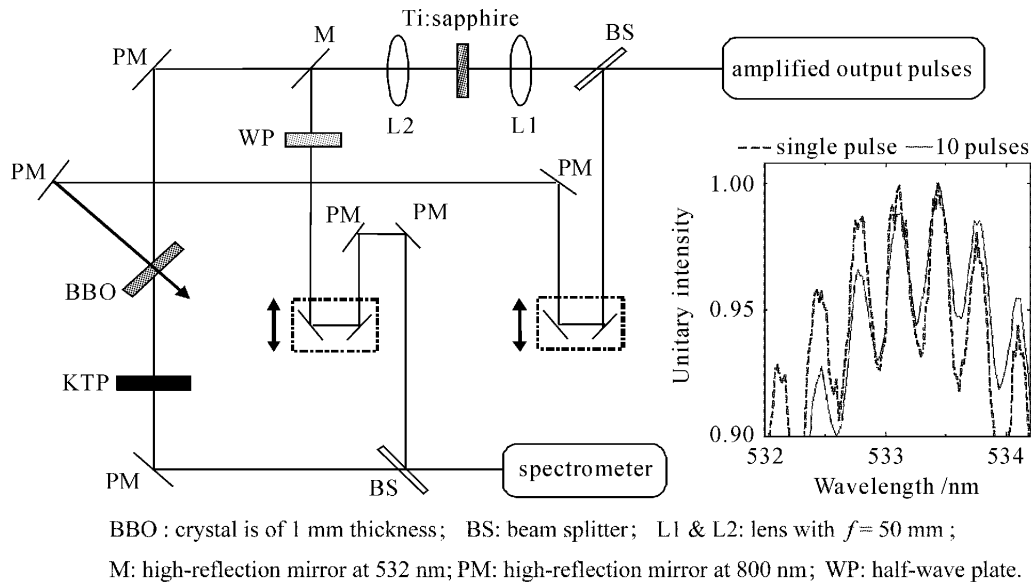 Ti:sapphire
BS
M
PM
amplified output pulses
L2
L1
WP
PM
PM
single pulse 10 pulses
1.00
PM
PM
BBO
Unitary intensity
0.95
KTP
0.90
532
533
534
Wavelength /nm
PM
BS
spectrometer
BBO : crystal is of 1 mm thickness; BS: beam splitter; L1 & L2: lens with f = 50 mm ;
M: high-reflection mirror at 532 nm; PM: high-reflection mirror at 800 nm; WP: half-wave plate.